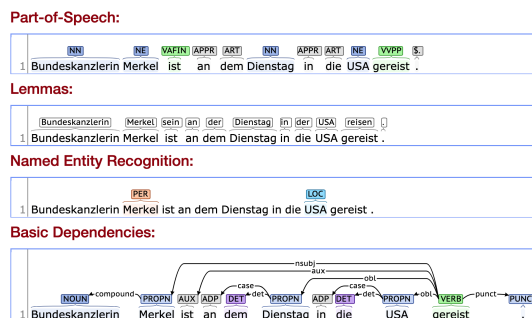 Part-of-Speech:
NN NE VAFIN APPR ART NN APPR ART NE VVPP $.
1 Bundeskanzlerin Merkel ist an dem Dienstag in die USA gereist .
Lemmas:
Bundeskanzlerin Merkel sein an der Dienstag in der USA reisen .
1 Bundeskanzlerin Merkel ist an dem Dienstag in die USA gereist .
Named Entity Recognition:
PER LOC
1 Bundeskanzlerin Merkel ist an dem Dienstag in die USA gereist .
Basic Dependencies:
nsubj
aux
obl
case case
compound det det obl punct
NOUN PROPN AUX ADP DET PROPN ADP DET PROPN VERB PUNC
1 Bundeskanzlerin Merkel ist an dem Dienstag in die USA gereist .